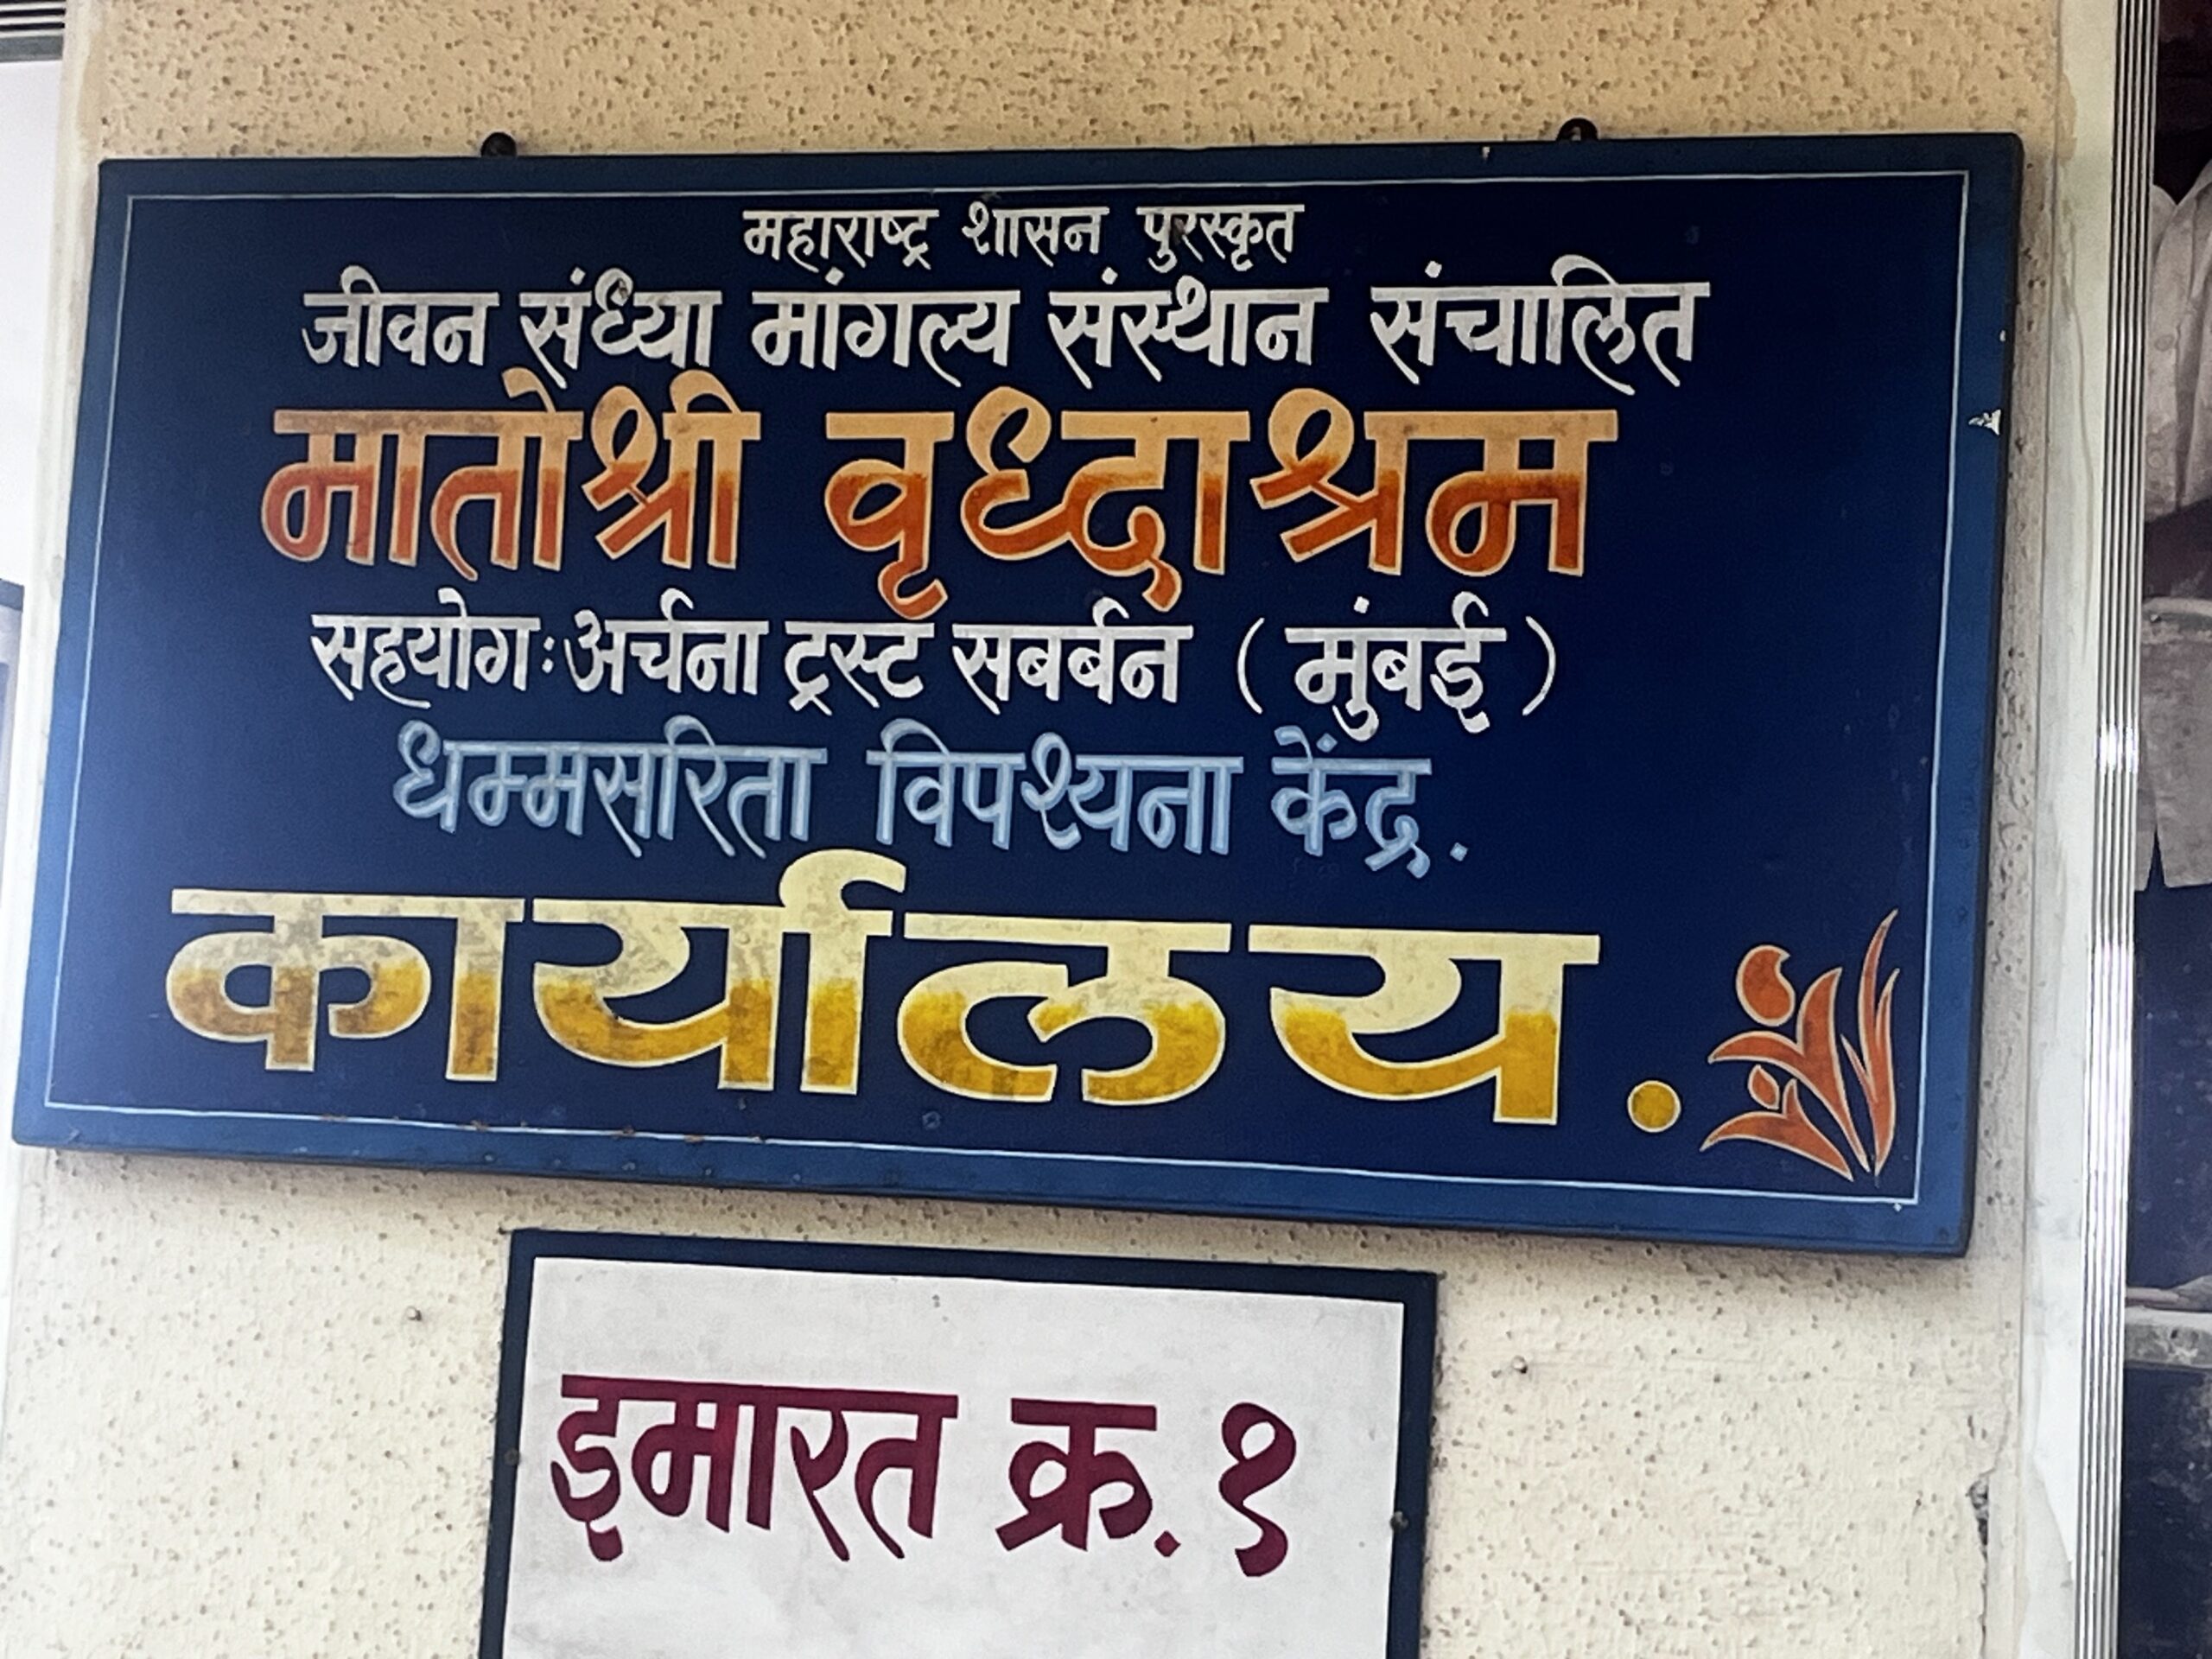 महाराष्ट्र शासन पुरस्कृत
जीवन संध्या मांगल्य संस्थान संचालित
मातोश्री वृध्दाश्रम
सहयोग:अर्चना ट्रस्ट सबर्बन ( मुंबई )
धम्मसरिता विपश्यना केंद्र.
कार्यालय.
इमारत क्र. १